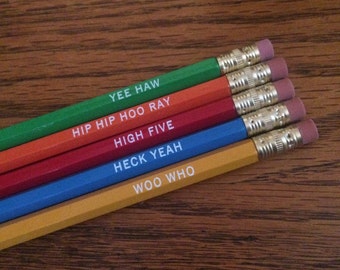 YEE HAW
HIP HIP HOO RAY
HIGH FIVE
HECK YEAH
WOO WHO